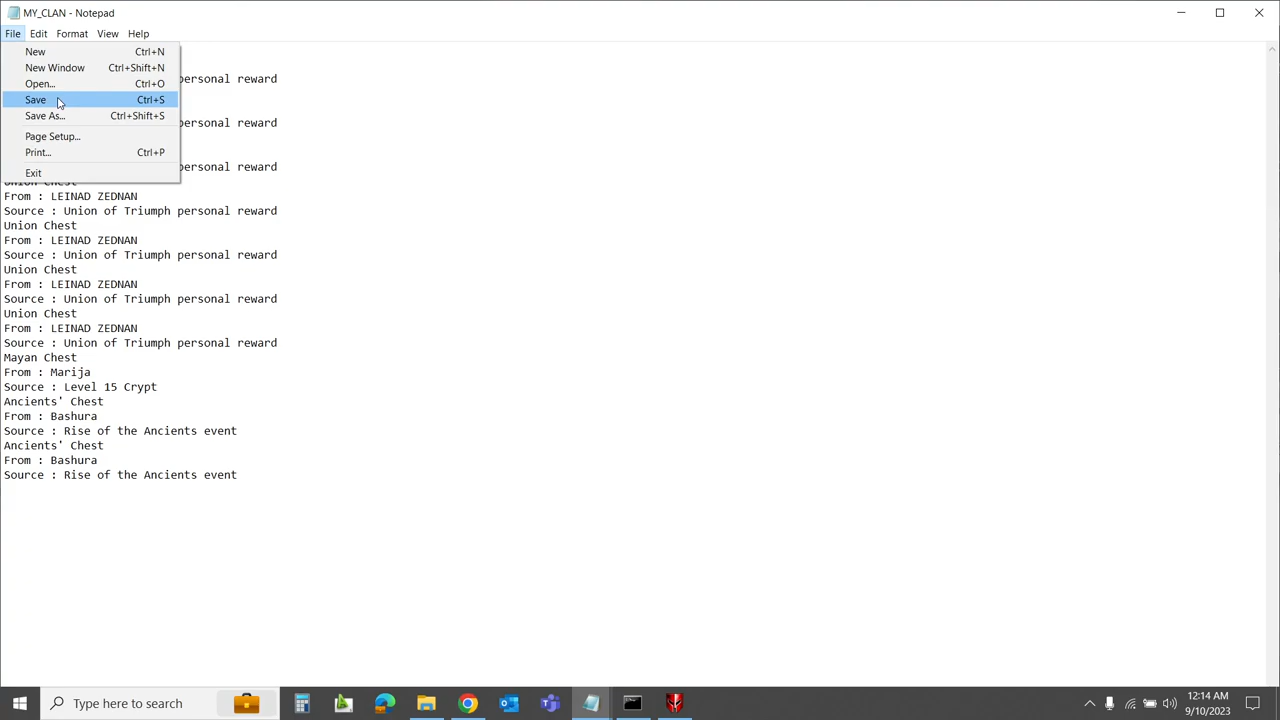 MY_CLAN - Notepad
File Edit Format View Help
New Ctrl+N
New Window Ctrl+Shift+N
Open... Ctrl+O
Save Ctrl+S
Save As... Ctrl+Shift+S
Page Setup...
Print... Ctrl+P
Exit
personal reward
personal reward
personal reward
Union Chest
From : LEINAD ZEDNAN
Source : Union of Triumph personal reward
Union Chest
From : LEINAD ZEDNAN
Source : Union of Triumph personal reward
Union Chest
From : LEINAD ZEDNAN
Source : Union of Triumph personal reward
Union Chest
From : LEINAD ZEDNAN
Source : Union of Triumph personal reward
Mayan Chest
From : Marija
Source : Level 15 Crypt
Ancients' Chest
From : Bashura
Source : Rise of the Ancients event
Ancients' Chest
From : Bashura
Source : Rise of the Ancients event
Type here to search
12:14 AM
9/10/2023